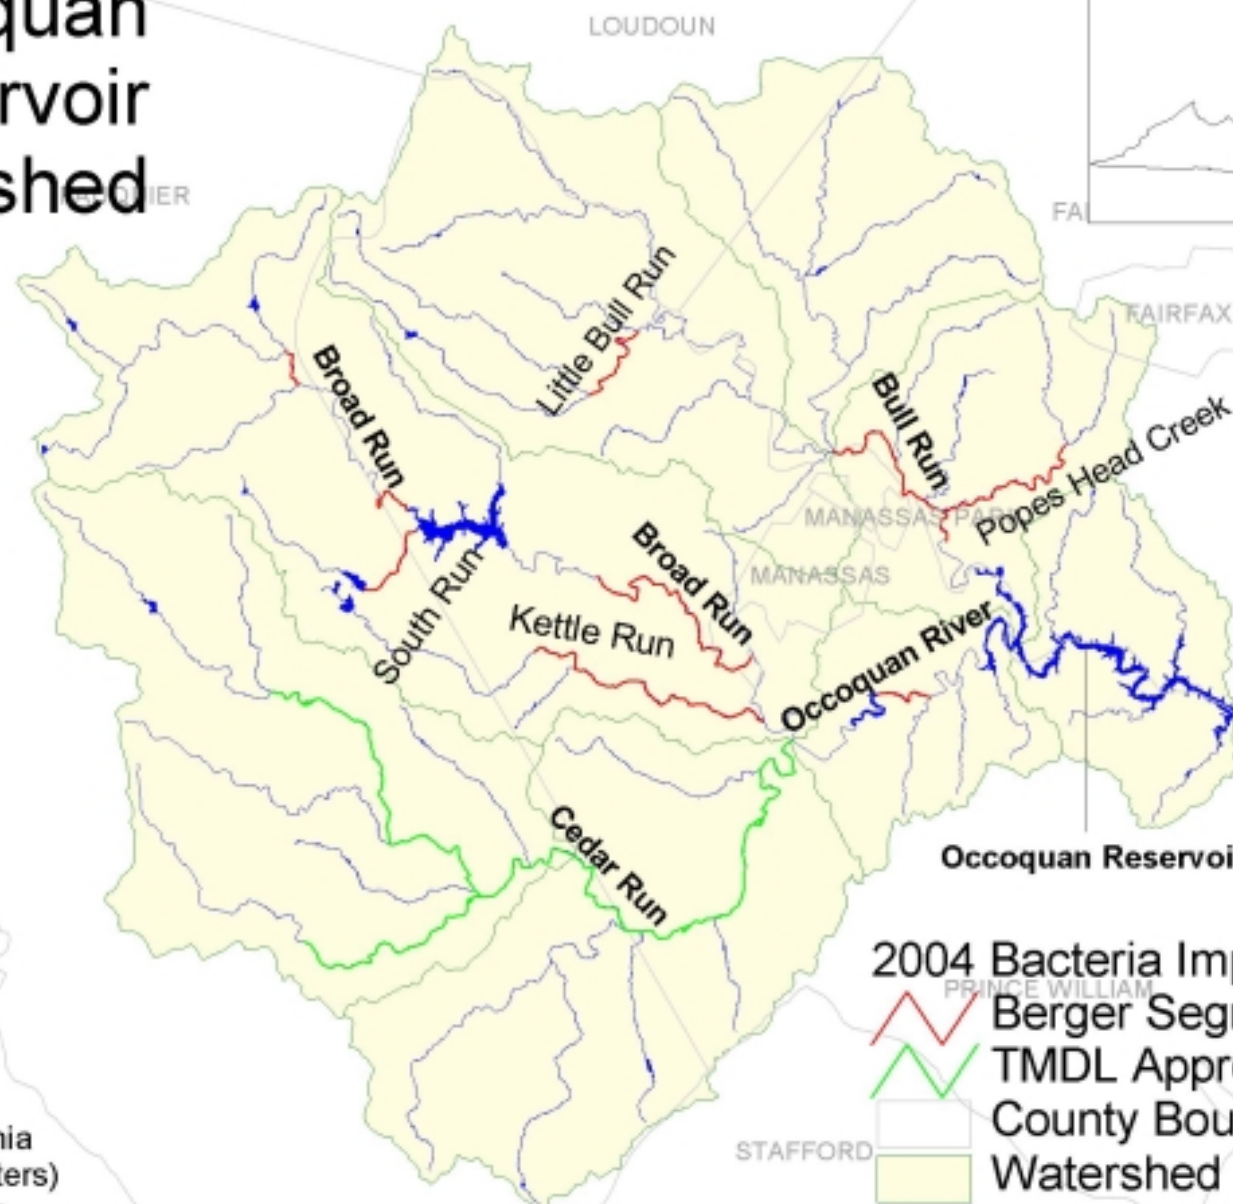 quan
rvoir
shed
LOUDOUN
FAUQUIER
FAI
FAIRFAX
Little Bull Run
Broad Run
Bull Run
Popes Head Creek
MANASSAS PARK
MANASSAS
Broad Run
South Run
Kettle Run
Occoquan River
Cedar Run
Occoquan Reservoi
2004 Bacteria Imp
PRINCE WILLIAM
Berger Segr
TMDL Appro
County Bou
Watershed
STAFFORD
nia
ters)